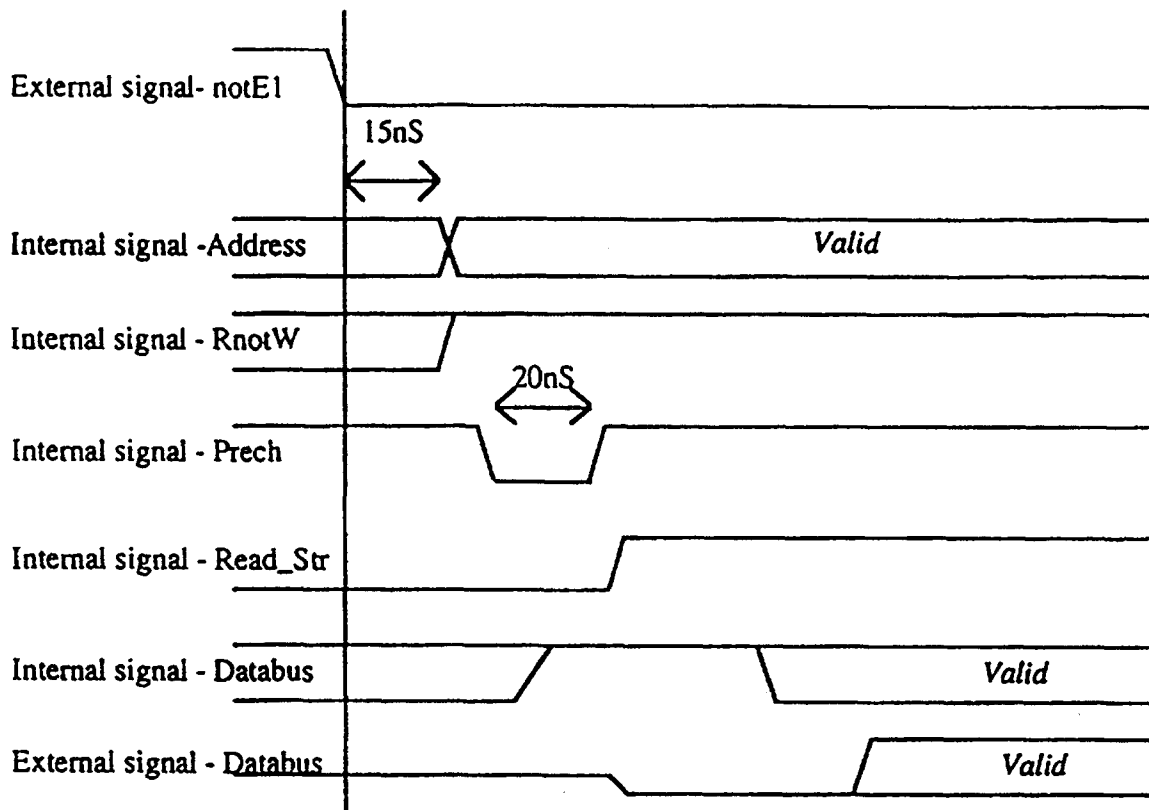 External signal- notE1
15nS
Internal signal -Address
Valid
Internal signal - RnotW
20nS
Internal signal - Prech
Internal signal - Read_Str
Internal signal - Databus
Valid
External signal - Databus
Valid